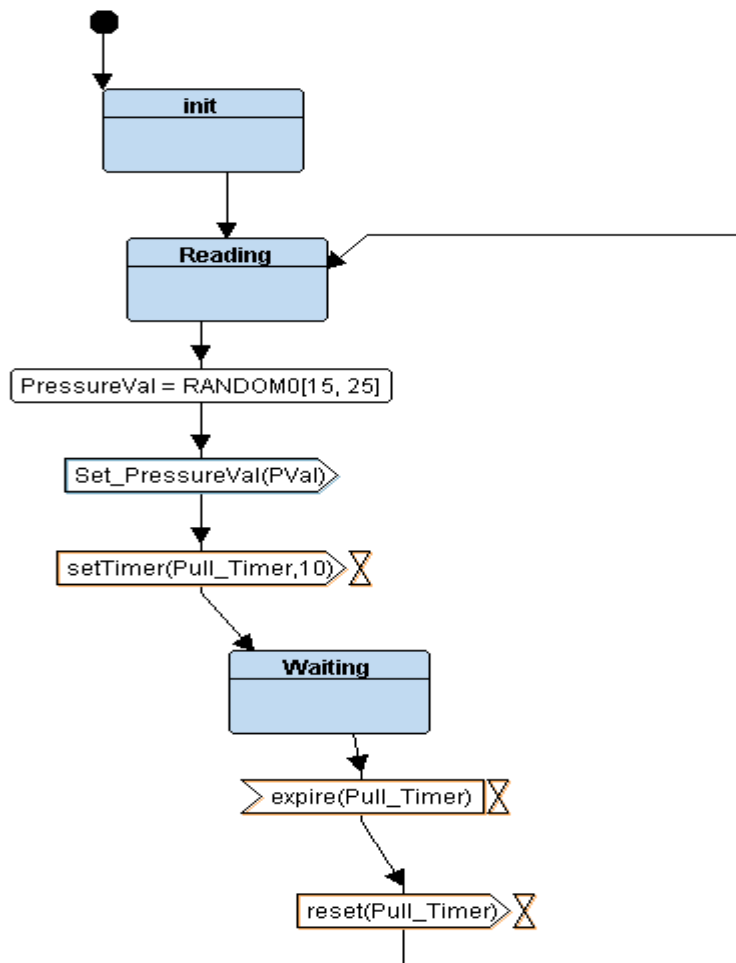 init
Reading
PressureVal = RANDOM0[15, 25]
Set_PressureVal(PVal)
setTimer(Pull_Timer,10)
Waiting
expire(Pull_Timer)
reset(Pull_Timer)